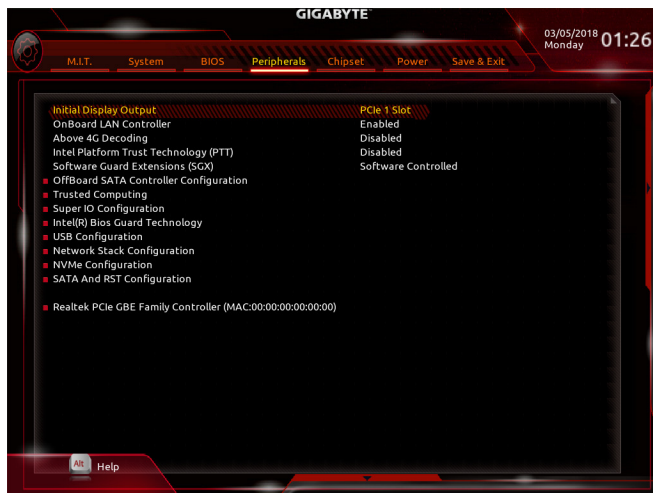 GIGABYTE
03/05/2018 01:26
Monday
M.I.T. System BIOS Peripherals Chipset Power Save & Exit
Initial Display Output PCIe 1 Slot
OnBoard LAN Controller Enabled
Above 4G Decoding Disabled
Intel Platform Trust Technology (PTT) Disabled
Software Guard Extensions (SGX) Software Controlled
OffBoard SATA Controller Configuration
Trusted Computing
Super IO Configuration
Intel(R) Bios Guard Technology
USB Configuration
Network Stack Configuration
NVMe Configuration
SATA And RST Configuration
Realtek PCIe GBE Family Controller (MAC:00:00:00:00:00:00)
Alt Help